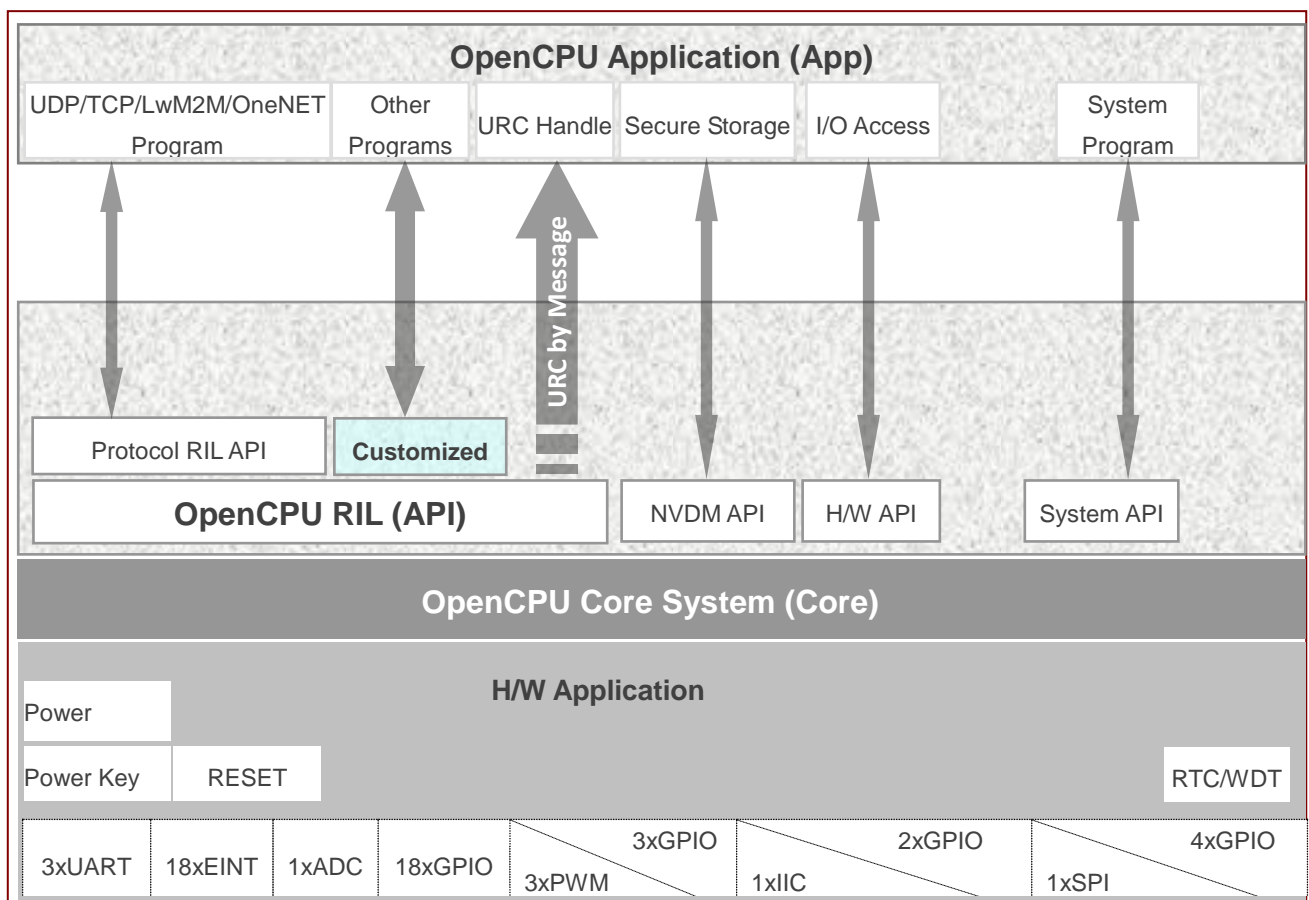 OpenCPU Application (App)
UDP/TCP/LwM2M/OneNET
Program
Other
Programs
URC Handle
Secure Storage
I/O Access
System
Program
URC by Message
Protocol RIL API
Customized
OpenCPU RIL (API)
NVDM API
H/W API
System API
OpenCPU Core System (Core)
H/W Application
Power
Power Key
RESET
RTC/WDT
3xUART
18xEINT
1xADC
18xGPIO
3xGPIO
3xPWM
2xGPIO
1xIIC
4xGPIO
1xSPI